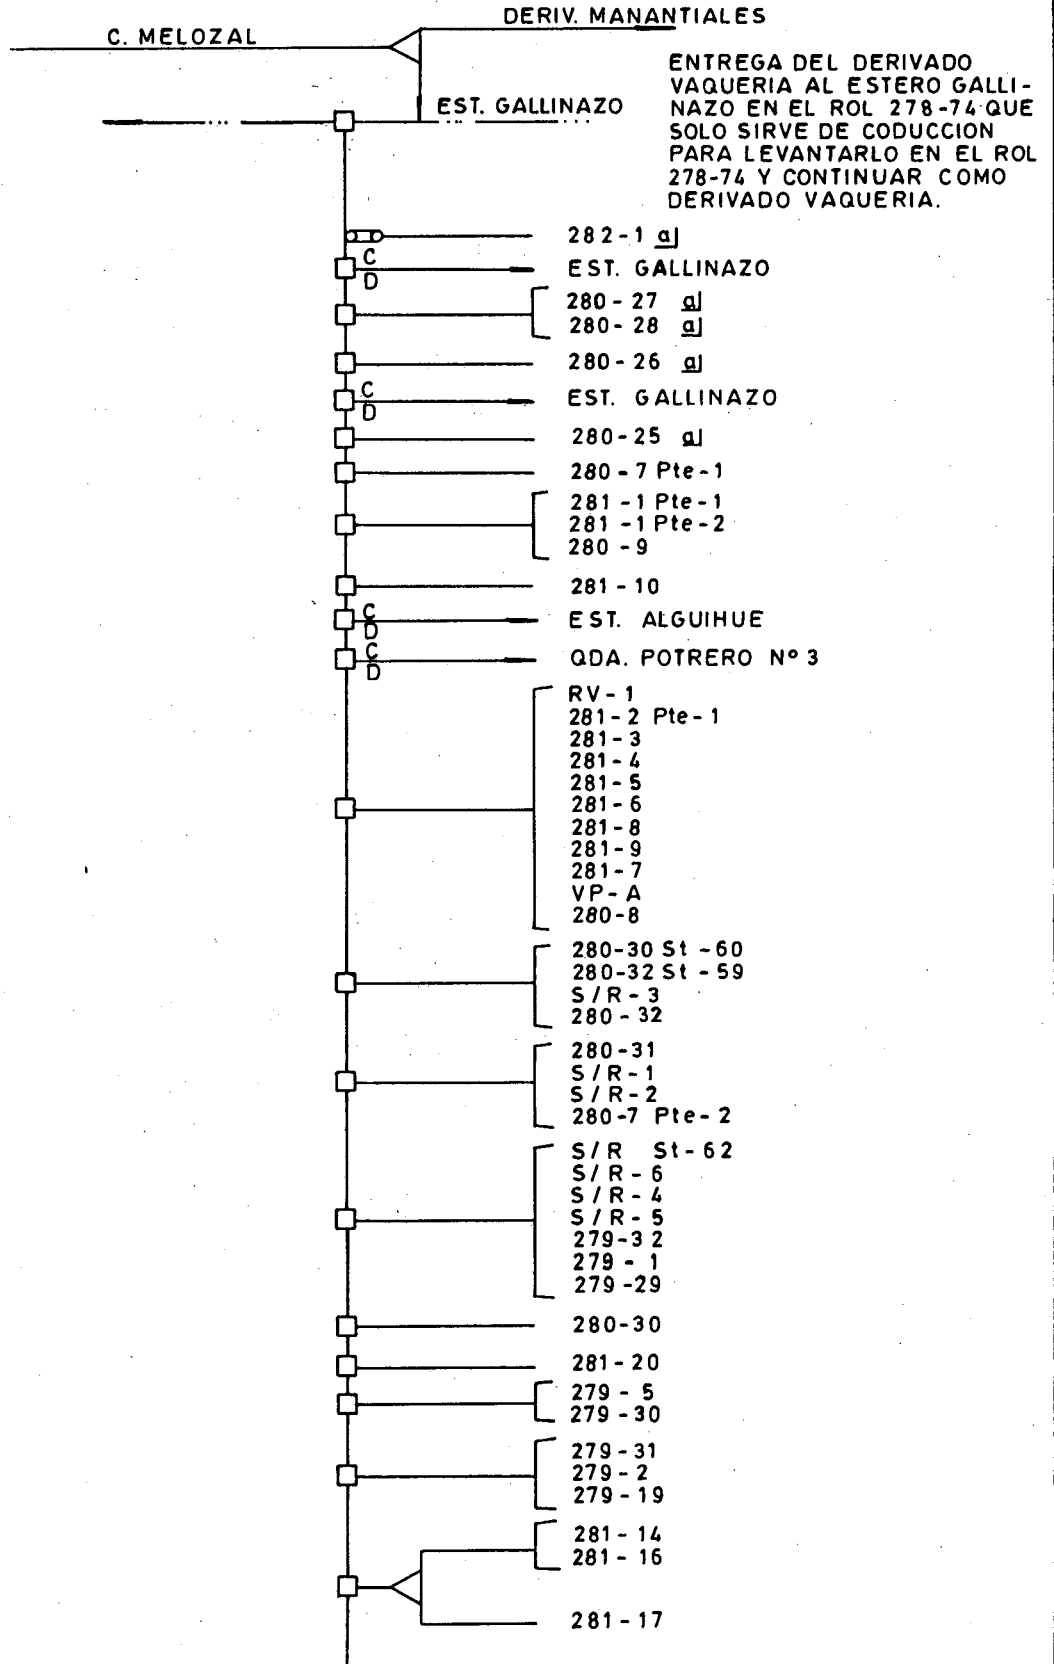 DERIV. MANANTIALES
C. MELOZAL
ENTREGA DEL DERIVADO
VAQUERIA AL ESTERO GALLI-
NAZO EN EL ROL 278-74 QUE
SOLO SIRVE DE CODUCCION
PARA LEVANTARLO EN EL ROL
278-74 Y CONTINUAR COMO
DERIVADO VAQUERIA.
EST. GALLINAZO
282-1 a
C
D
EST. GALLINAZO
280-27 a
280-28 a
280-26 a
C
D
EST. GALLINAZO
280-25 a
280-7 Pte-1
281-1 Pte-1
281-1 Pte-2
280-9
281-10
C
D
EST. ALGUIHUE
C
D
QDA. POTRERO Nº 3
RV-1
281-2 Pte-1
281-3
281-4
281-5
281-6
281-8
281-9
281-7
VP-A
280-8
280-30 St-60
280-32 St-59
S/R-3
280-32
280-31
S/R-1
S/R-2
280-7 Pte-2
S/R St-62
S/R-6
S/R-4
S/R-5
279-32
279-1
279-29
280-30
281-20
279-5
279-30
279-31
279-2
279-19
281-14
281-16
281-17